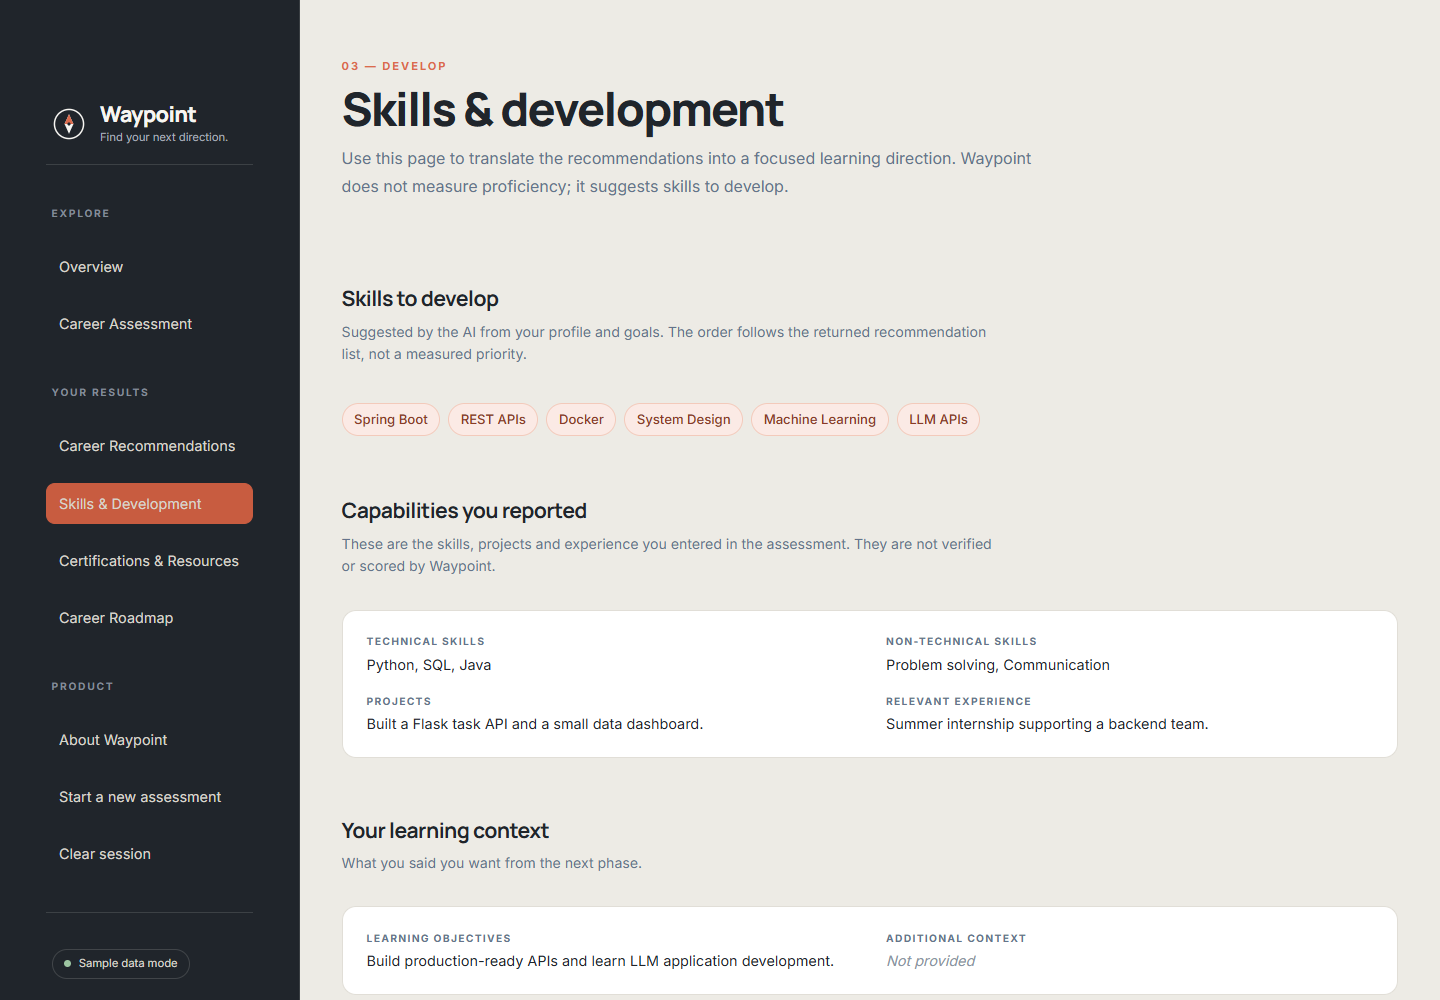 Waypoint
Find your next direction.
EXPLORE
Overview
Career Assessment
YOUR RESULTS
Career Recommendations
Skills & Development
Certifications & Resources
Career Roadmap
PRODUCT
About Waypoint
Start a new assessment
Clear session
Sample data mode
03 — DEVELOP
Skills & development
Use this page to translate the recommendations into a focused learning direction. Waypoint
does not measure proficiency; it suggests skills to develop.
Skills to develop
Suggested by the AI from your profile and goals. The order follows the returned recommendation
list, not a measured priority.
Spring Boot REST APIs Docker System Design Machine Learning LLM APIs
Capabilities you reported
These are the skills, projects and experience you entered in the assessment. They are not verified
or scored by Waypoint.
TECHNICAL SKILLS
Python, SQL, Java
NON-TECHNICAL SKILLS
Problem solving, Communication
PROJECTS
Built a Flask task API and a small data dashboard.
RELEVANT EXPERIENCE
Summer internship supporting a backend team.
Your learning context
What you said you want from the next phase.
LEARNING OBJECTIVES
Build production-ready APIs and learn LLM application development.
ADDITIONAL CONTEXT
Not provided